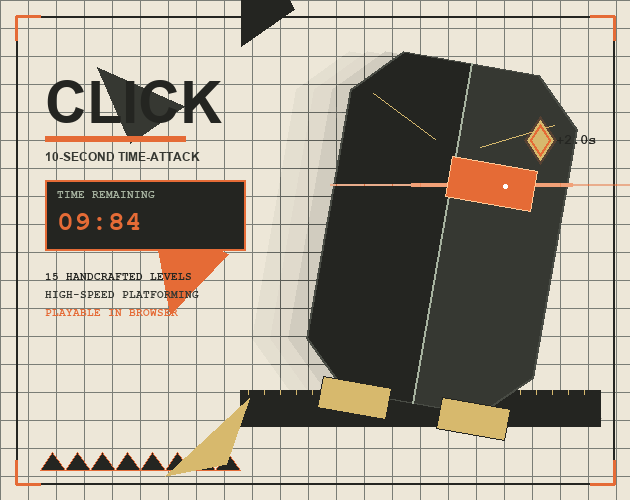 CLICK
10-SECOND TIME-ATTACK
TIME REMAINING
09:84
15 HANDCRAFTED LEVELS
HIGH-SPEED PLATFORMING
PLAYABLE IN BROWSER
+2.0s